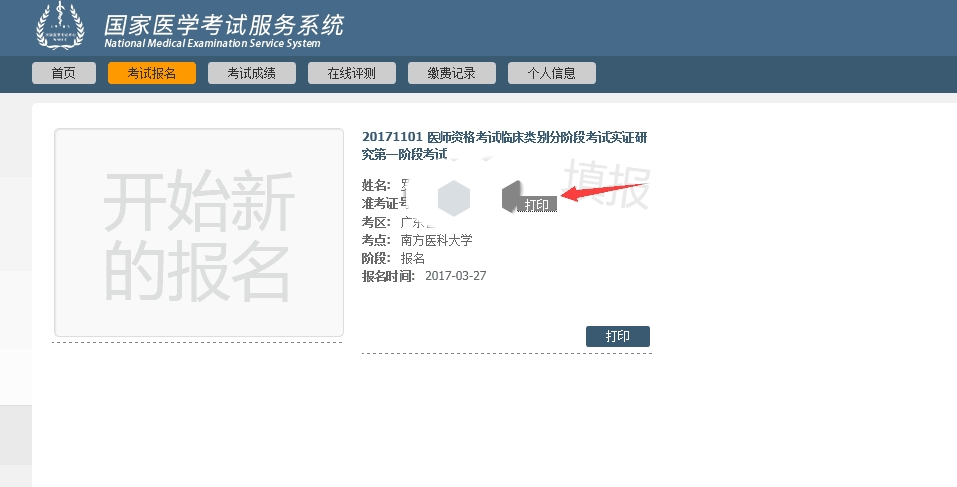 国家医学考试服务系统
National Medical Examination Service System
首页
考试报名
考试成绩
在线评测
缴费记录
个人信息
开始新
的报名
20171101 医师资格考试临床类别分阶段考试实证研
究第一阶段考试
填报
姓名:
准考证号
打印
考区: 广东
考点: 南方医科大学
阶段: 报名
报名时间: 2017-03-27
打印